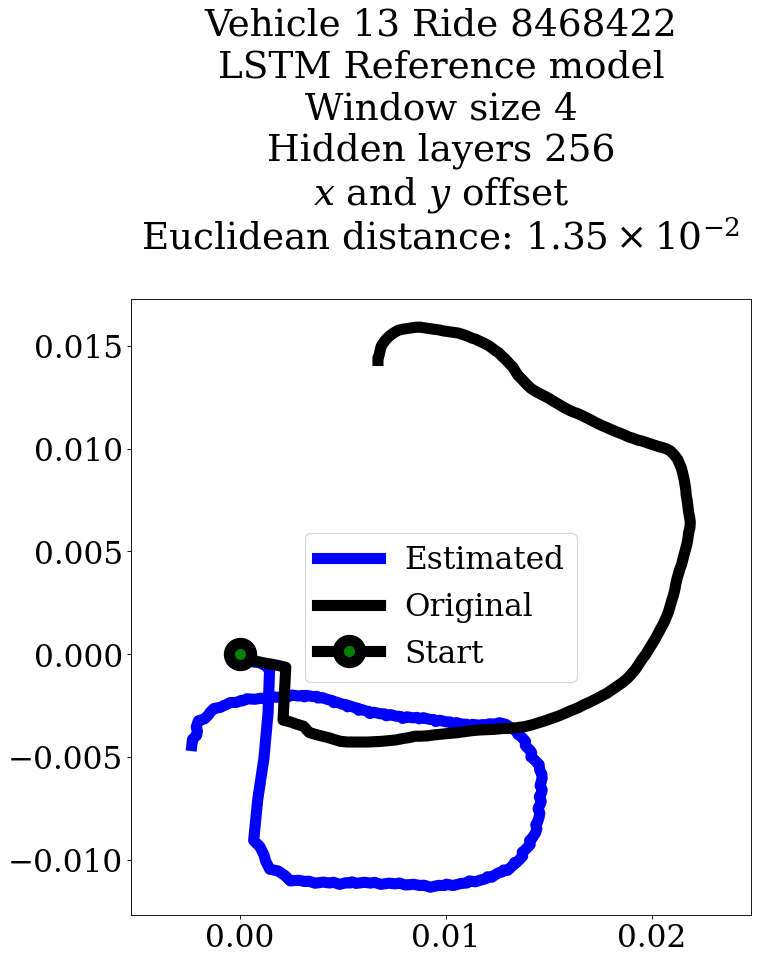 Vehicle 13 Ride 8468422
LSTM Reference model
Window size 4
Hidden layers 256
x and y offset
Euclidean distance: 1.35 × 10⁻²
0.015
0.010
0.005
0.000
−0.005
−0.010
Estimated
Original
Start
0.00 0.01 0.02